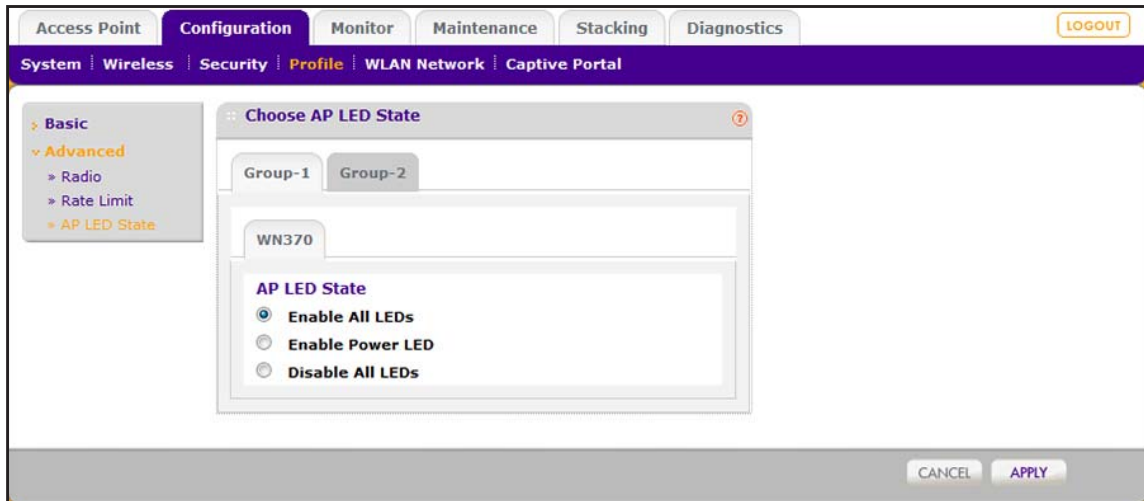 Access Point Configuration Monitor Maintenance Stacking Diagnostics LOGOUT
System Wireless Security Profile WLAN Network Captive Portal
Basic
Advanced
» Radio
» Rate Limit
» AP LED State
Choose AP LED State ?
Group-1 Group-2
WN370
AP LED State
Enable All LEDs
Enable Power LED
Disable All LEDs
CANCEL APPLY